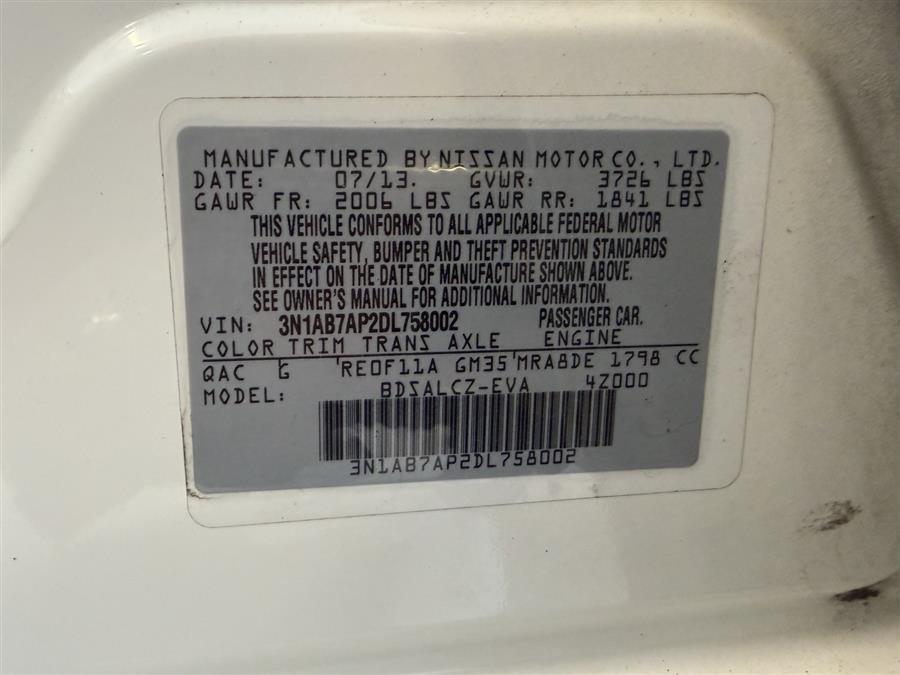 MANUFACTURED BY NISSAN MOTOR CO., LTD.
DATE: 07/13. GVWR: 3726 LBS
GAWR FR: 2006 LBS GAWR RR: 1841 LBS
THIS VEHICLE CONFORMS TO ALL APPLICABLE FEDERAL MOTOR
VEHICLE SAFETY, BUMPER AND THEFT PREVENTION STANDARDS
IN EFFECT ON THE DATE OF MANUFACTURE SHOWN ABOVE.
SEE OWNER'S MANUAL FOR ADDITIONAL INFORMATION.
VIN: 3N1AB7AP2DL758002 PASSENGER CAR.
COLOR TRIM TRANS AXLE ENGINE
QAC G RE0F11A GM35 MRA8DE 1798 CC
MODEL: BDSALCZ-EVA 4Z000
3N1AB7AP2DL758002